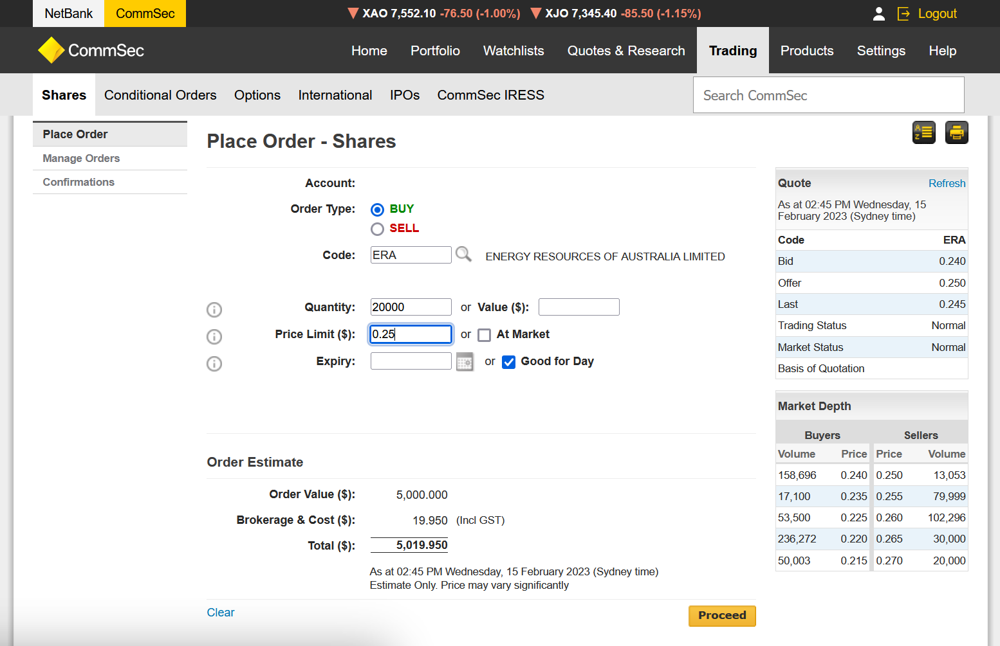 NetBank CommSec XAO 7,552.10 -76.50 (-1.00%) XJO 7,345.40 -85.50 (-1.15%) Logout
CommSec Home Portfolio Watchlists Quotes & Research Trading Products Settings Help
Shares Conditional Orders Options International IPOs CommSec IRESS Search CommSec
Place Order
Manage Orders
Confirmations
Place Order - Shares
Account:
Order Type: BUY
SELL
Code: ERA ENERGY RESOURCES OF AUSTRALIA LIMITED
Quantity: 20000 or Value ($):
Price Limit ($): 0.25 or At Market
Expiry: or Good for Day
Order Estimate
Order Value ($): 5,000.000
Brokerage & Cost ($): 19.950 (Incl GST)
Total ($): 5,019.950
As at 02:45 PM Wednesday, 15 February 2023 (Sydney time)
Estimate Only. Price may vary significantly
Clear Proceed
A
Z
Quote Refresh
As at 02:45 PM Wednesday, 15
February 2023 (Sydney time)
Code ERA
Bid 0.240
Offer 0.250
Last 0.245
Trading Status Normal
Market Status Normal
Basis of Quotation
Market Depth
Buyers Sellers
Volume Price Price Volume
158,696 0.240 0.250 13,053
17,100 0.235 0.255 79,999
53,500 0.225 0.260 102,296
236,272 0.220 0.265 30,000
50,003 0.215 0.270 20,000